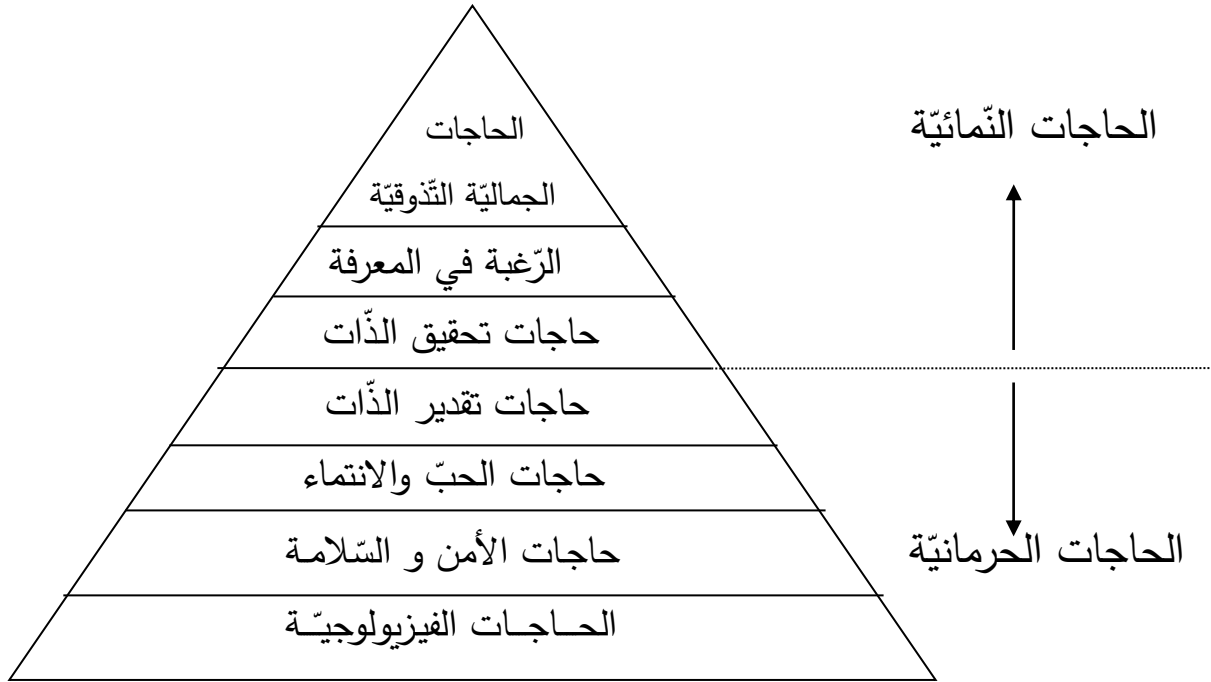 الحاجات
الجماليّة التّذوقيّة
الرّغبة في المعرفة
حاجات تحقيق الذّات
حاجات تقدير الذّات
حاجات الحبّ والانتماء
حاجات الأمن و السّلامـة
الحــاجــات الفيزيولوجيّــة
الحاجات النّمائيّة
الحاجات الحرمانيّة